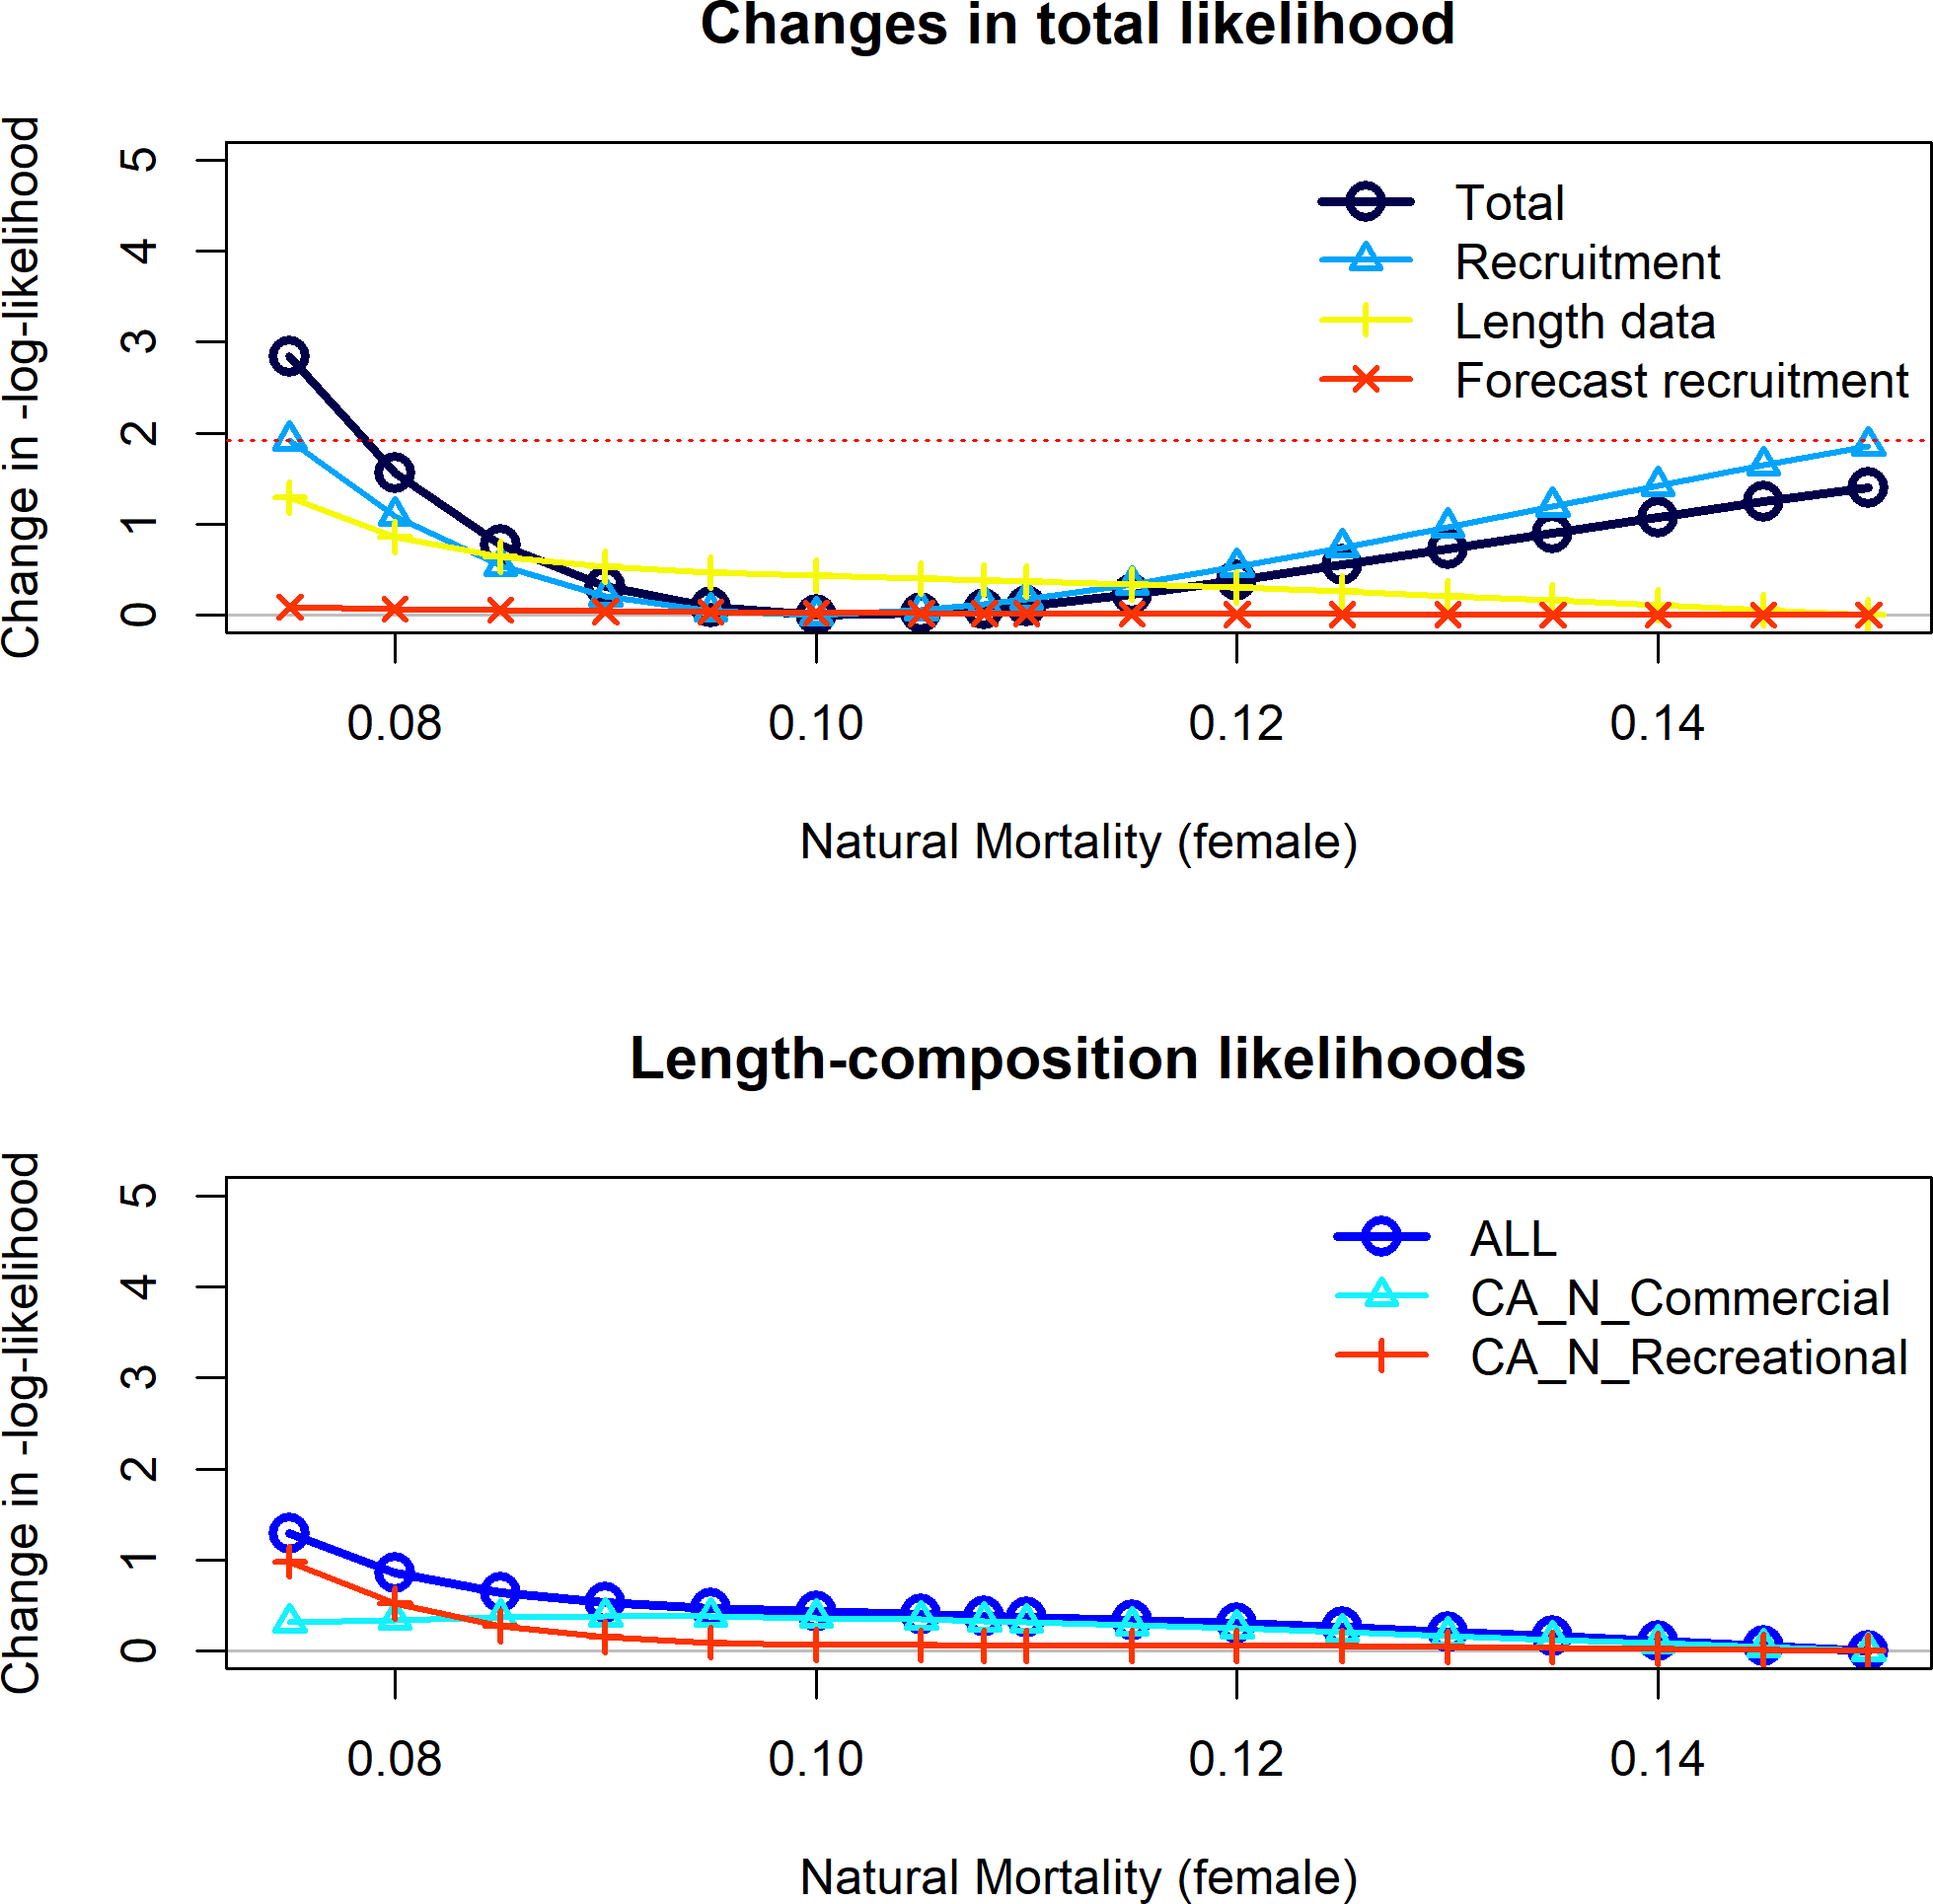 Changes in total likelihood
Change in -log-likelihood
5
4
3
2
1
0
Total
Recruitment
Length data
Forecast recruitment
0.08 0.10 0.12 0.14
Natural Mortality (female)
Length-composition likelihoods
Change in -log-likelihood
5
4
3
2
1
0
ALL
CA_N_Commercial
CA_N_Recreational
0.08 0.10 0.12 0.14
Natural Mortality (female)